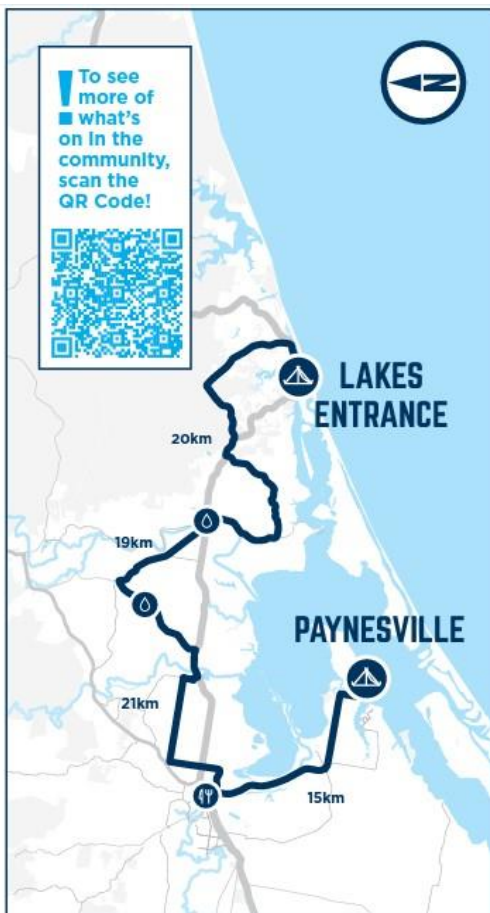 ! To see
more of
what's
on in the
community,
scan the
QR Code!
N
LAKES
ENTRANCE
20km
19km
PAYNESVILLE
21km
15km